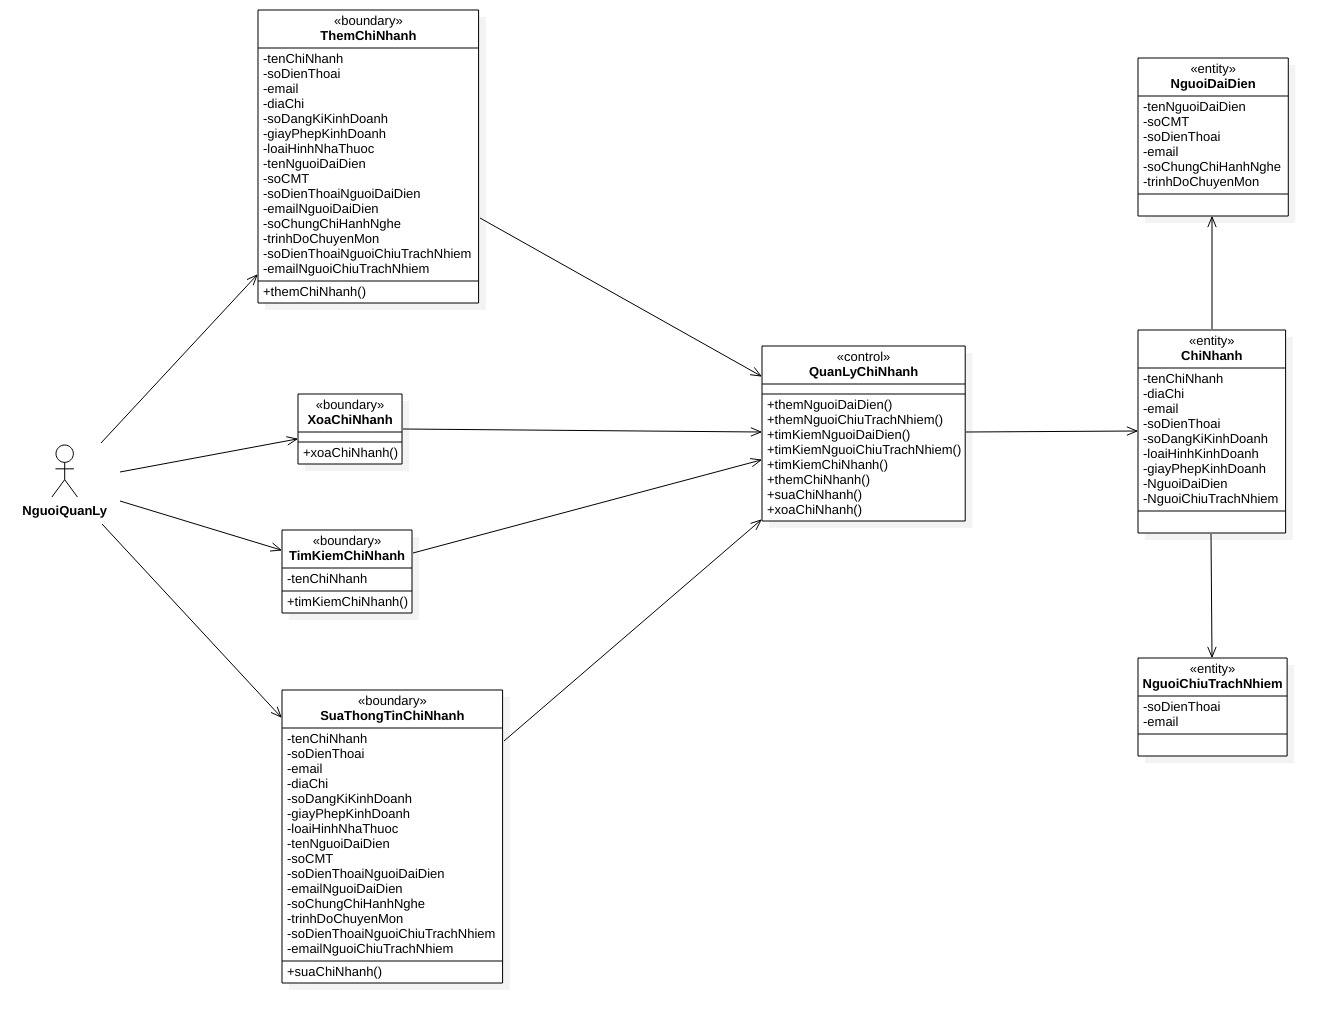 «boundary»
ThemChiNhanh
-tenChiNhanh
-soDienThoai
-email
-diaChi
-soDangKiKinhDoanh
-giayPhepKinhDoanh
-loaiHinhNhaThuoc
-tenNguoiDaiDien
-soCMT
-soDienThoaiNguoiDaiDien
-emailNguoiDaiDien
-soChungChiHanhNghe
-trinhDoChuyenMon
-soDienThoaiNguoiChiuTrachNhiem
-emailNguoiChiuTrachNhiem
+themChiNhanh()
NguoiQuanLy
«boundary»
XoaChiNhanh
+xoaChiNhanh()
«boundary»
TimKiemChiNhanh
-tenChiNhanh
+timKiemChiNhanh()
«boundary»
SuaThongTinChiNhanh
-tenChiNhanh
-soDienThoai
-email
-diaChi
-soDangKiKinhDoanh
-giayPhepKinhDoanh
-loaiHinhNhaThuoc
-tenNguoiDaiDien
-soCMT
-soDienThoaiNguoiDaiDien
-emailNguoiDaiDien
-soChungChiHanhNghe
-trinhDoChuyenMon
-soDienThoaiNguoiChiuTrachNhiem
-emailNguoiChiuTrachNhiem
+suaChiNhanh()
«control»
QuanLyChiNhanh
+themNguoiDaiDien()
+themNguoiChiuTrachNhiem()
+timKiemNguoiDaiDien()
+timKiemNguoiChiuTrachNhiem()
+timKiemChiNhanh()
+themChiNhanh()
+suaChiNhanh()
+xoaChiNhanh()
«entity»
NguoiDaiDien
-tenNguoiDaiDien
-soCMT
-soDienThoai
-email
-soChungChiHanhNghe
-trinhDoChuyenMon
«entity»
ChiNhanh
-tenChiNhanh
-diaChi
-email
-soDienThoai
-soDangKiKinhDoanh
-loaiHinhKinhDoanh
-giayPhepKinhDoanh
-NguoiDaiDien
-NguoiChiuTrachNhiem
«entity»
NguoiChiuTrachNhiem
-soDienThoai
-email